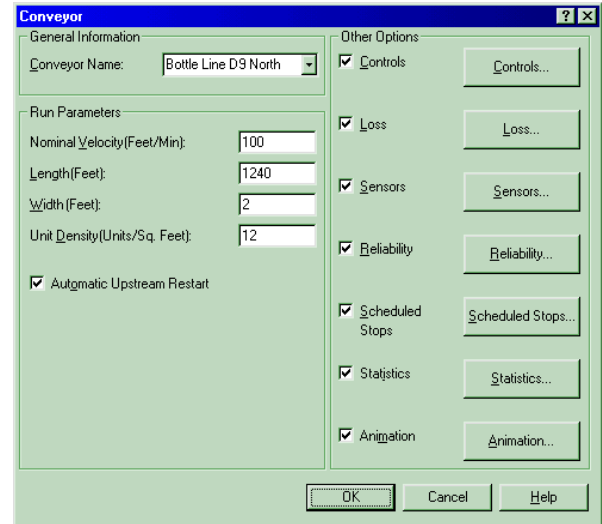 Conveyor
General Information
Conveyor Name: Bottle Line D9 North
Run Parameters
Nominal Velocity(Feet/Min): 100
Length(Feet): 1240
Width(Feet): 2
Unit Density(Units/Sq. Feet): 12
Automatic Upstream Restart
Other Options
Controls Controls...
Loss Loss...
Sensors Sensors...
Reliability Reliability...
Scheduled Stops Scheduled Stops...
Statistics Statistics...
Animation Animation...
OK Cancel Help